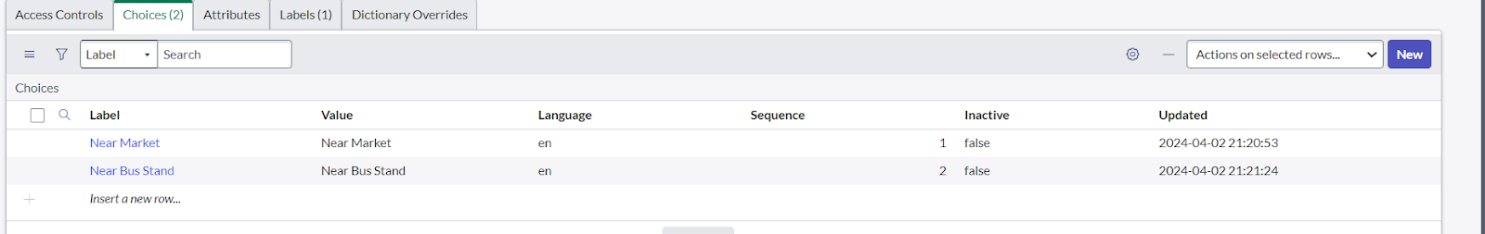 Access Controls Choices (2) Attributes Labels (1) Dictionary Overrides
Label Search Actions on selected rows... New
Choices
Label Value Language Sequence Inactive Updated
Near Market Near Market en 1 false 2024-04-02 21:20:53
Near Bus Stand Near Bus Stand en 2 false 2024-04-02 21:21:24
Insert a new row...